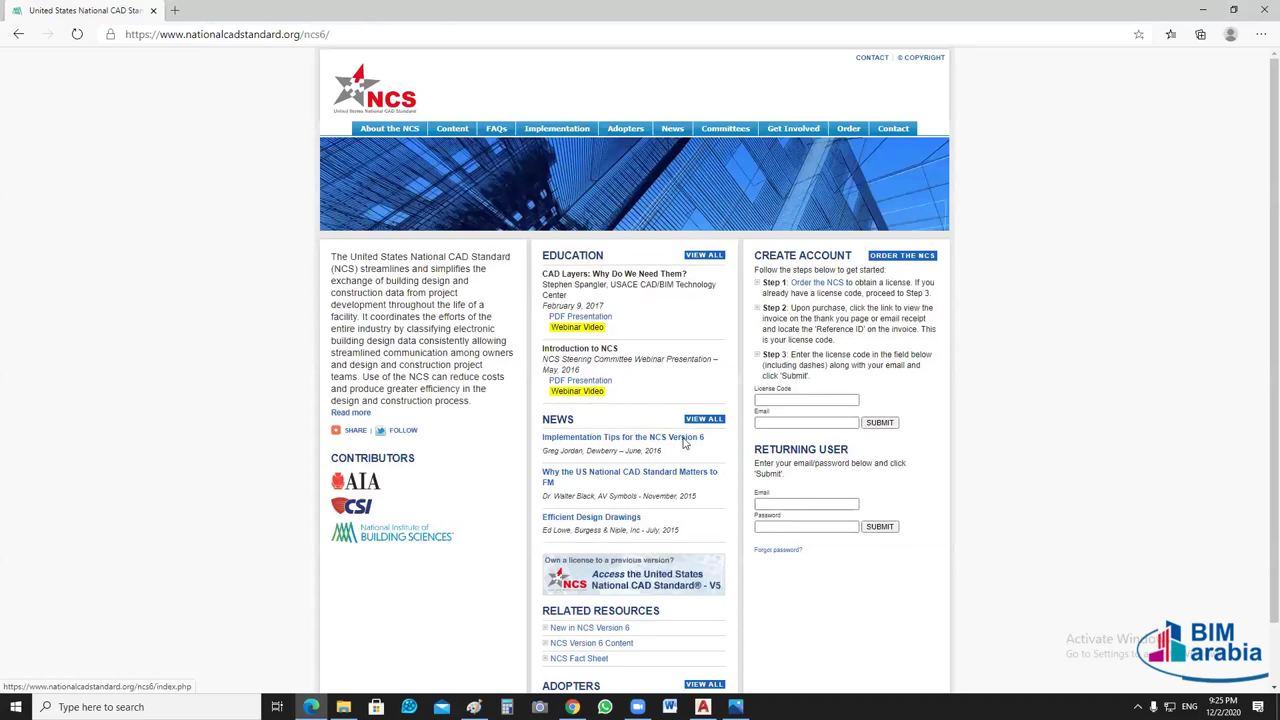 United States National CAD Stan
https://www.nationalcadstandard.org/ncs6/
CONTACT | © COPYRIGHT
NCS
United States National CAD Standard
About the NCS
Content
FAQs
Implementation
Adopters
News
Committees
Get Involved
Order
Contact
The United States National CAD Standard
(NCS) streamlines and simplifies the
exchange of building design and
construction data from project
development throughout the life of a
facility. It coordinates the efforts of the
entire industry by classifying electronic
building design data consistently allowing
streamlined communication among owners
and design and construction project
teams. Use of the NCS can reduce costs
and produce greater efficiency in the
design and construction process.
Read more
SHARE | FOLLOW
CONTRIBUTORS
AIA
CSI
National Institute of
BUILDING SCIENCES
EDUCATION
VIEW ALL
CAD Layers: Why Do We Need Them?
Stephen Spangler, USACE CAD/BIM Technology
Center
February 9, 2017
PDF Presentation
Webinar Video
Introduction to NCS
NCS Steering Committee Webinar Presentation –
May, 2016
PDF Presentation
Webinar Video
NEWS
VIEW ALL
Implementation Tips for the NCS Version 6
Greg Jordan, Dewberry – June, 2016
Why the US National CAD Standard Matters to
FM
Dr. Walter Black, AV Symbols - November, 2015
Efficient Design Drawings
Ed Lowe, Burgess & Niple, Inc - July, 2015
Own a license to a previous version?
Access the United States
NCS
National CAD Standard® - V5
RELATED RESOURCES
New in NCS Version 6
NCS Version 6 Content
NCS Fact Sheet
ADOPTERS
VIEW ALL
CREATE ACCOUNT
ORDER THE NCS
Follow the steps below to get started:
Step 1: Order the NCS to obtain a license. If you
already have a license code, proceed to Step 3.
Step 2: Upon purchase, click the link to view the
invoice on the thank you page or email receipt
and locate the 'Reference ID' on the invoice. This
is your license code.
Step 3: Enter the license code in the field below
(including dashes) along with your email and
click 'Submit'.
License Code
Email
SUBMIT
RETURNING USER
Enter your email/password below and click
'Submit'.
Email
Password
SUBMIT
Forgot password?
Activate Windo
Go to Settings to
BIM
arabia
https://www.nationalcadstandard.org/ncs6/index.php
Type here to search
ENG
9:25 PM
12/2/2020